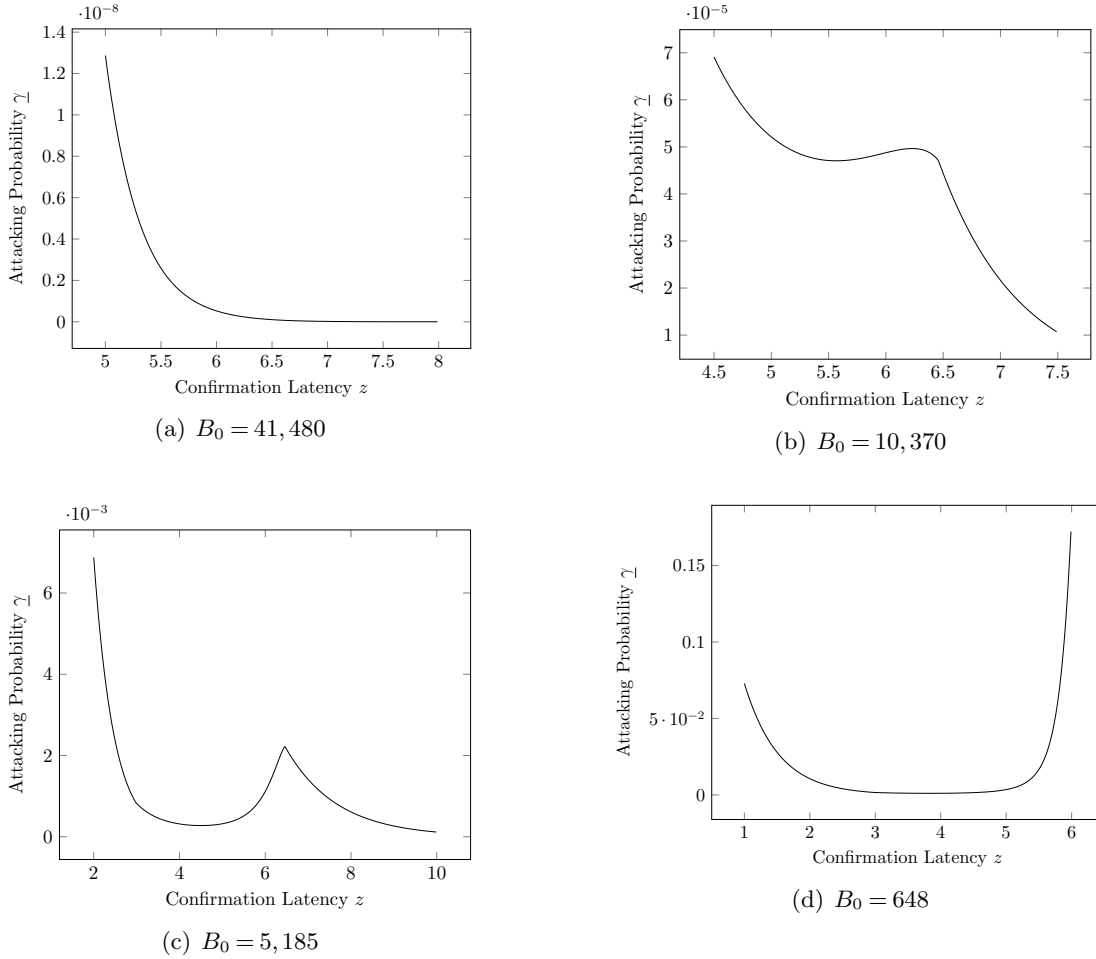 ·10⁻⁸
1.4
1.2
1
0.8
0.6
0.4
0.2
0
Attacking Probability γ̲
5 5.5 6 6.5 7 7.5 8
Confirmation Latency z
(a) B₀ = 41, 480
·10⁻⁵
7
6
5
4
3
2
1
Attacking Probability γ̲
4.5 5 5.5 6 6.5 7 7.5
Confirmation Latency z
(b) B₀ = 10, 370
·10⁻³
6
4
2
0
Attacking Probability γ̲
2 4 6 8 10
Confirmation Latency z
(c) B₀ = 5, 185
0.15
0.1
5 · 10⁻²
0
Attacking Probability γ̲
1 2 3 4 5 6
Confirmation Latency z
(d) B₀ = 648